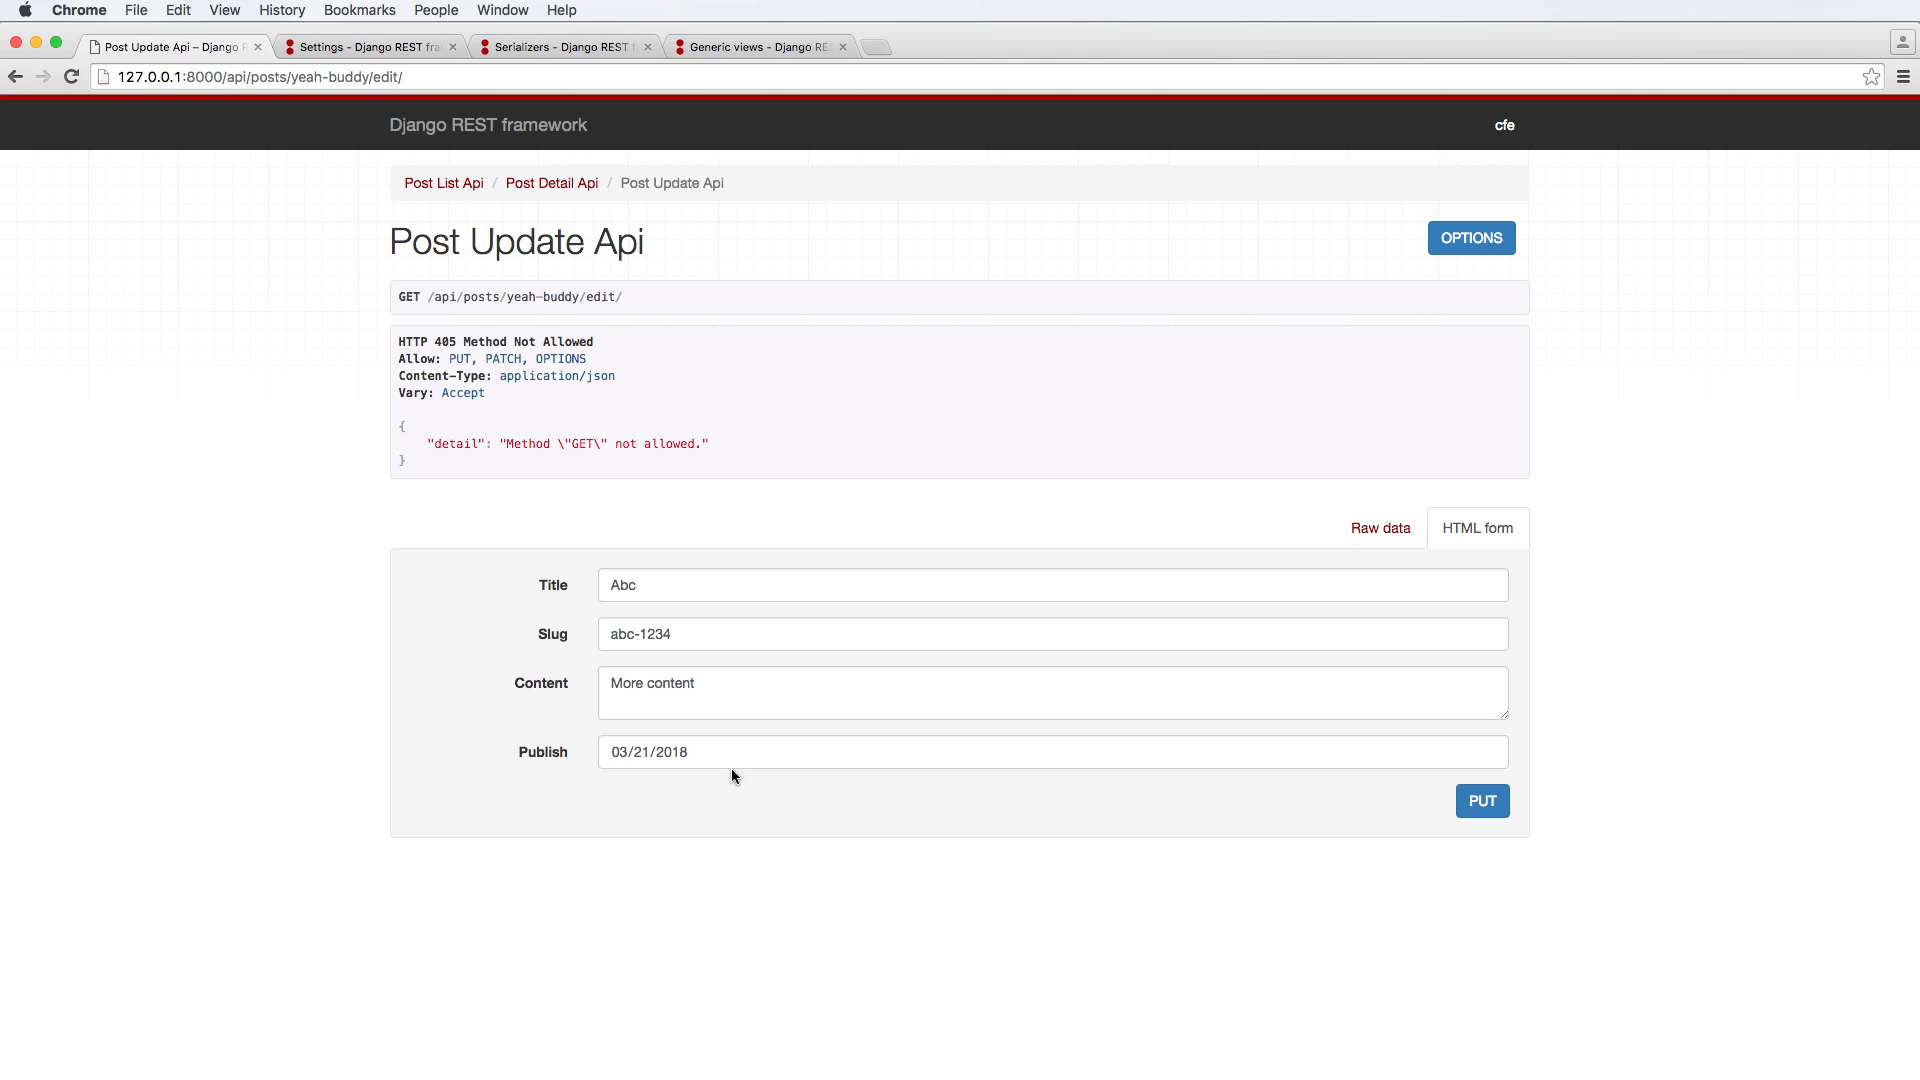 Chrome File Edit View History Bookmarks People Window Help
Post Update Api – Django R Settings - Django REST fra Serializers - Django REST f Generic views - Django RE
127.0.0.1:8000/api/posts/yeah-buddy/edit/
Django REST framework cfe
Post List Api / Post Detail Api / Post Update Api
Post Update Api OPTIONS
GET /api/posts/yeah-buddy/edit/
HTTP 405 Method Not Allowed
Allow: PUT, PATCH, OPTIONS
Content-Type: application/json
Vary: Accept
{
"detail": "Method \"GET\" not allowed."
}
Raw data HTML form
Title Abc
Slug abc-1234
Content More content
Publish 03/21/2018
PUT